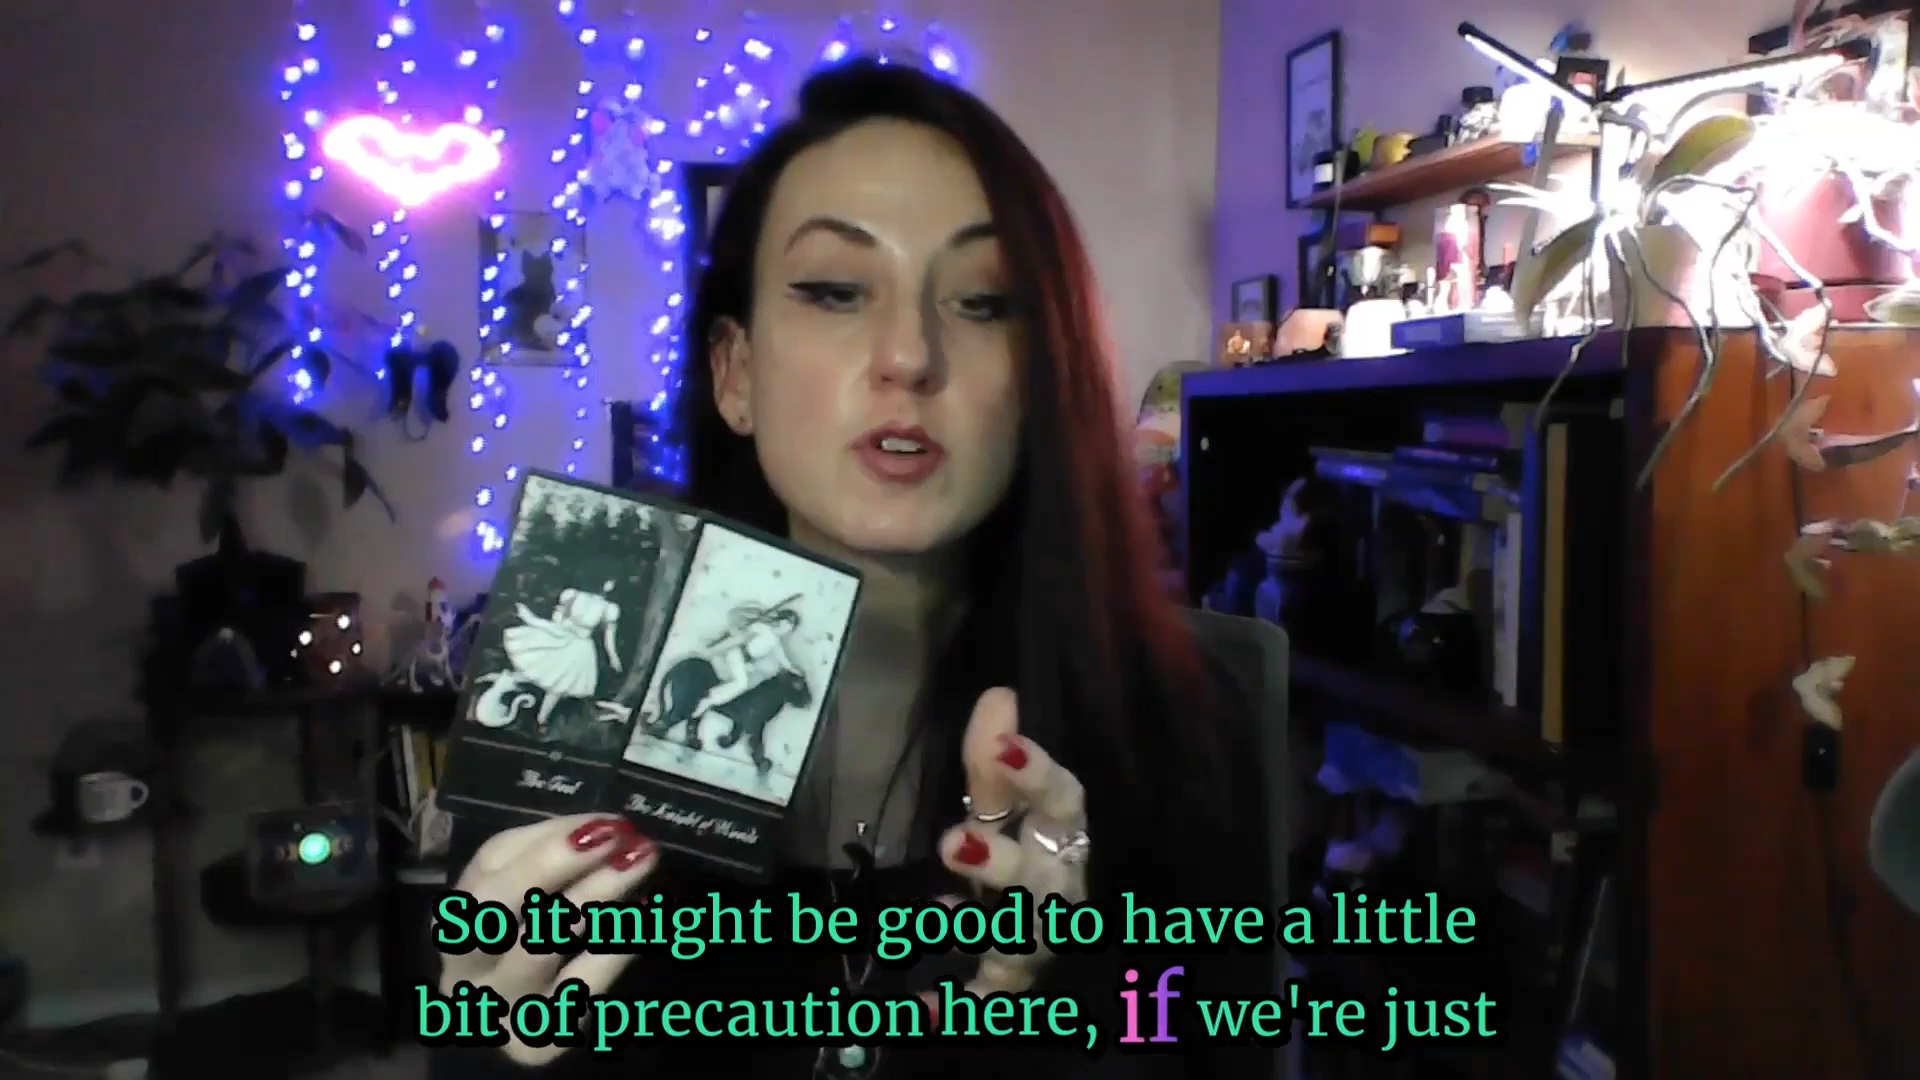 The Fool
The Knight of Wands
So it might be good to have a little
bit of precaution here, if we're just